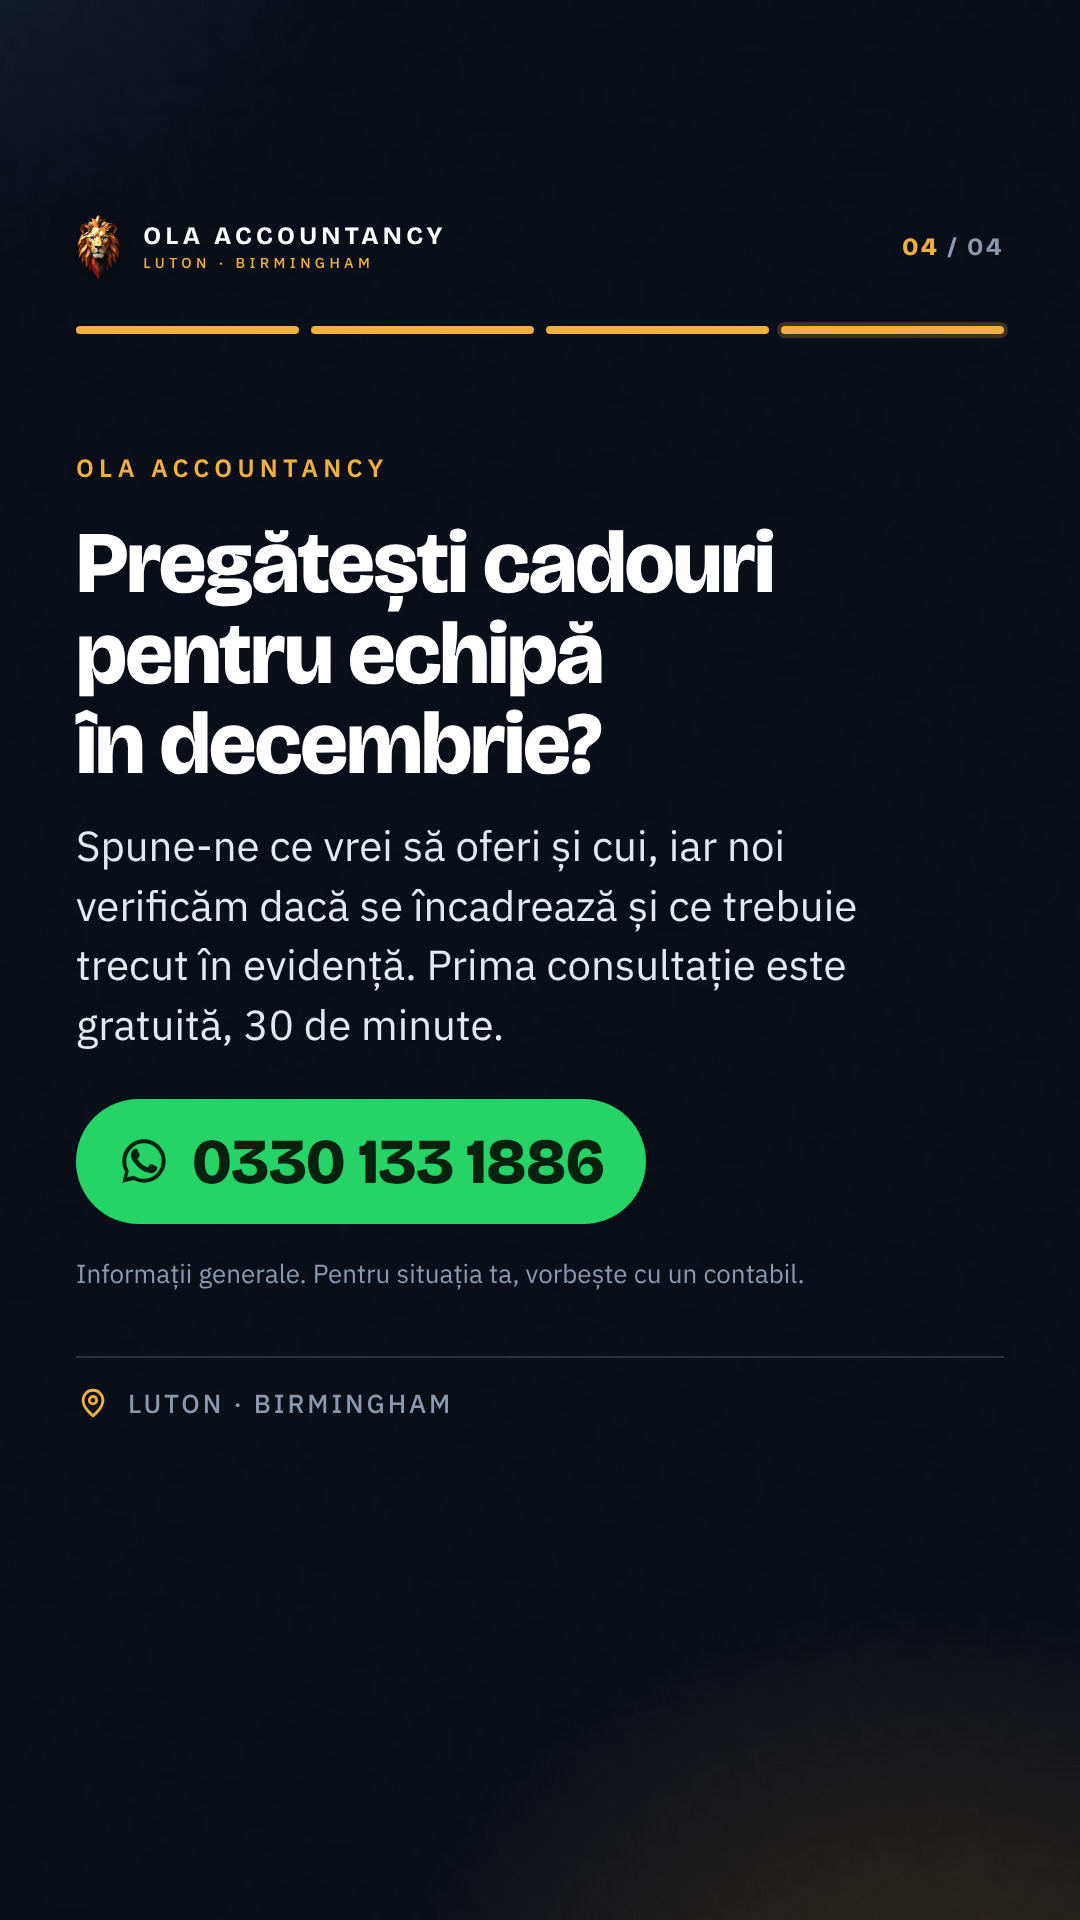 OLA ACCOUNTANCY
LUTON · BIRMINGHAM
04 / 04
OLA ACCOUNTANCY
Pregătești cadouri
pentru echipă
în decembrie?
Spune-ne ce vrei să oferi și cui, iar noi
verificăm dacă se încadrează și ce trebuie
trecut în evidență. Prima consultație este
gratuită, 30 de minute.
0330 133 1886
Informații generale. Pentru situația ta, vorbește cu un contabil.
LUTON · BIRMINGHAM